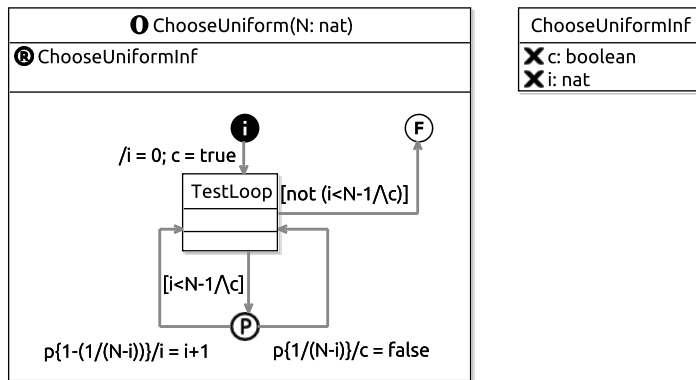 O ChooseUniform(N: nat)
R ChooseUniformInf
i
F
/i = 0; c = true
TestLoop
[not (i<N-1/\c)]
[i<N-1/\c]
P
p{1-(1/(N-i))}/i = i+1
p{1/(N-i)}/c = false
ChooseUniformInf
X c: boolean
X i: nat